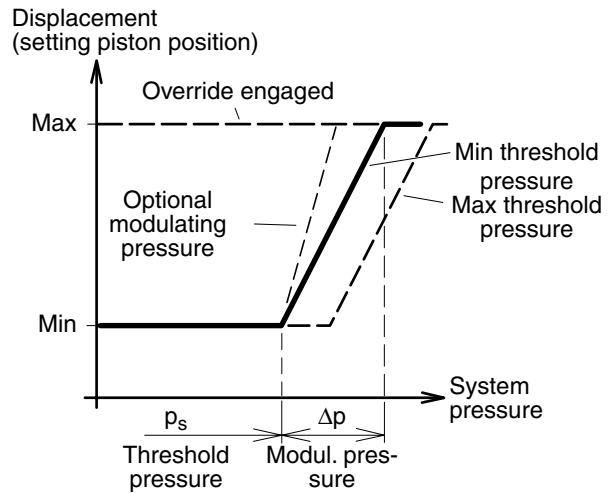 Displacement
(setting piston position)
Override engaged
Max
Min threshold
pressure
Max threshold
pressure
Optional
modulating
pressure
Min
System
pressure
ps
Δp
Threshold
pressure
Modul. pres-
sure